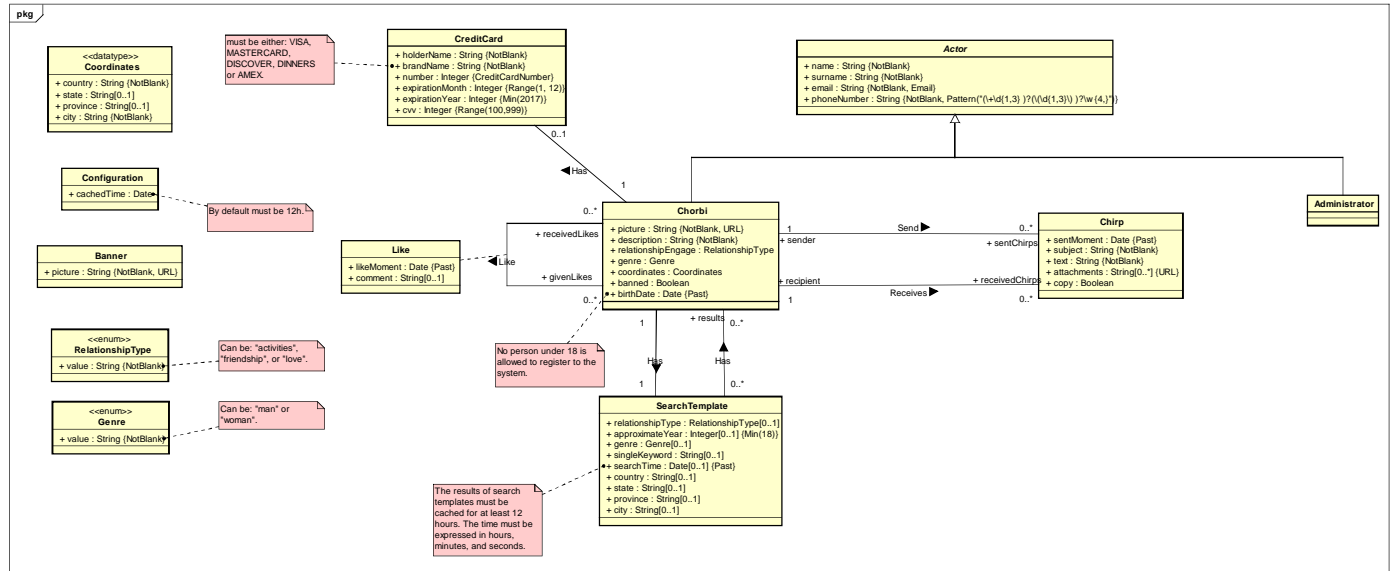 pkg
<<datatype>>
Coordinates
+ country : String {NotBlank}
+ state : String[0..1]
+ province : String[0..1]
+ city : String {NotBlank}
must be either: VISA,
MASTERCARD,
DISCOVER, DINNERS
or AMEX.
CreditCard
+ holderName : String {NotBlank}
+ brandName : String {NotBlank}
+ number : Integer {CreditCardNumber}
+ expirationMonth : Integer {Range(1, 12)}
+ expirationYear : Integer {Min(2017)}
+ cvv : Integer {Range(100,999)}
Actor
+ name : String {NotBlank}
+ surname : String {NotBlank}
+ email : String {NotBlank, Email}
+ phoneNumber : String {NotBlank, Pattern("(\+\d{1,3} )?(\(\d{1,3}\) )?\w{4,}")}
0..1
Has
1
Configuration
+ cachedTime : Date
By default must be 12h.
Banner
+ picture : String {NotBlank, URL}
Like
+ likeMoment : Date {Past}
+ comment : String[0..1]
0..*
+ receivedLikes
Like
+ givenLikes
0..*
Chorbi
+ picture : String {NotBlank, URL}
+ description : String {NotBlank}
+ relationshipEngage : RelationshipType
+ genre : Genre
+ coordinates : Coordinates
+ banned : Boolean
+ birthDate : Date {Past}
1
+ sender
Send
0..*
+ sentChirps
+ recipient
1
Receives
+ receivedChirps
0..*
Chirp
+ sentMoment : Date {Past}
+ subject : String {NotBlank}
+ text : String {NotBlank}
+ attachments : String[0..*] {URL}
+ copy : Boolean
Administrator
<<enum>>
RelationshipType
+ value : String {NotBlank}
Can be: "activities",
"friendship", or "love".
<<enum>>
Genre
+ value : String {NotBlank}
Can be: "man" or
"woman".
No person under 18 is
allowed to register to the
system.
1
Has
1
+ results
0..*
Has
0..*
SearchTemplate
+ relationshipType : RelationshipType[0..1]
+ approximateYear : Integer[0..1] {Min(18)}
+ genre : Genre[0..1]
+ singleKeyword : String[0..1]
+ searchTime : Date[0..1] {Past}
+ country : String[0..1]
+ state : String[0..1]
+ province : String[0..1]
+ city : String[0..1]
The results of search
templates must be
cached for at least 12
hours. The time must be
expressed in hours,
minutes, and seconds.